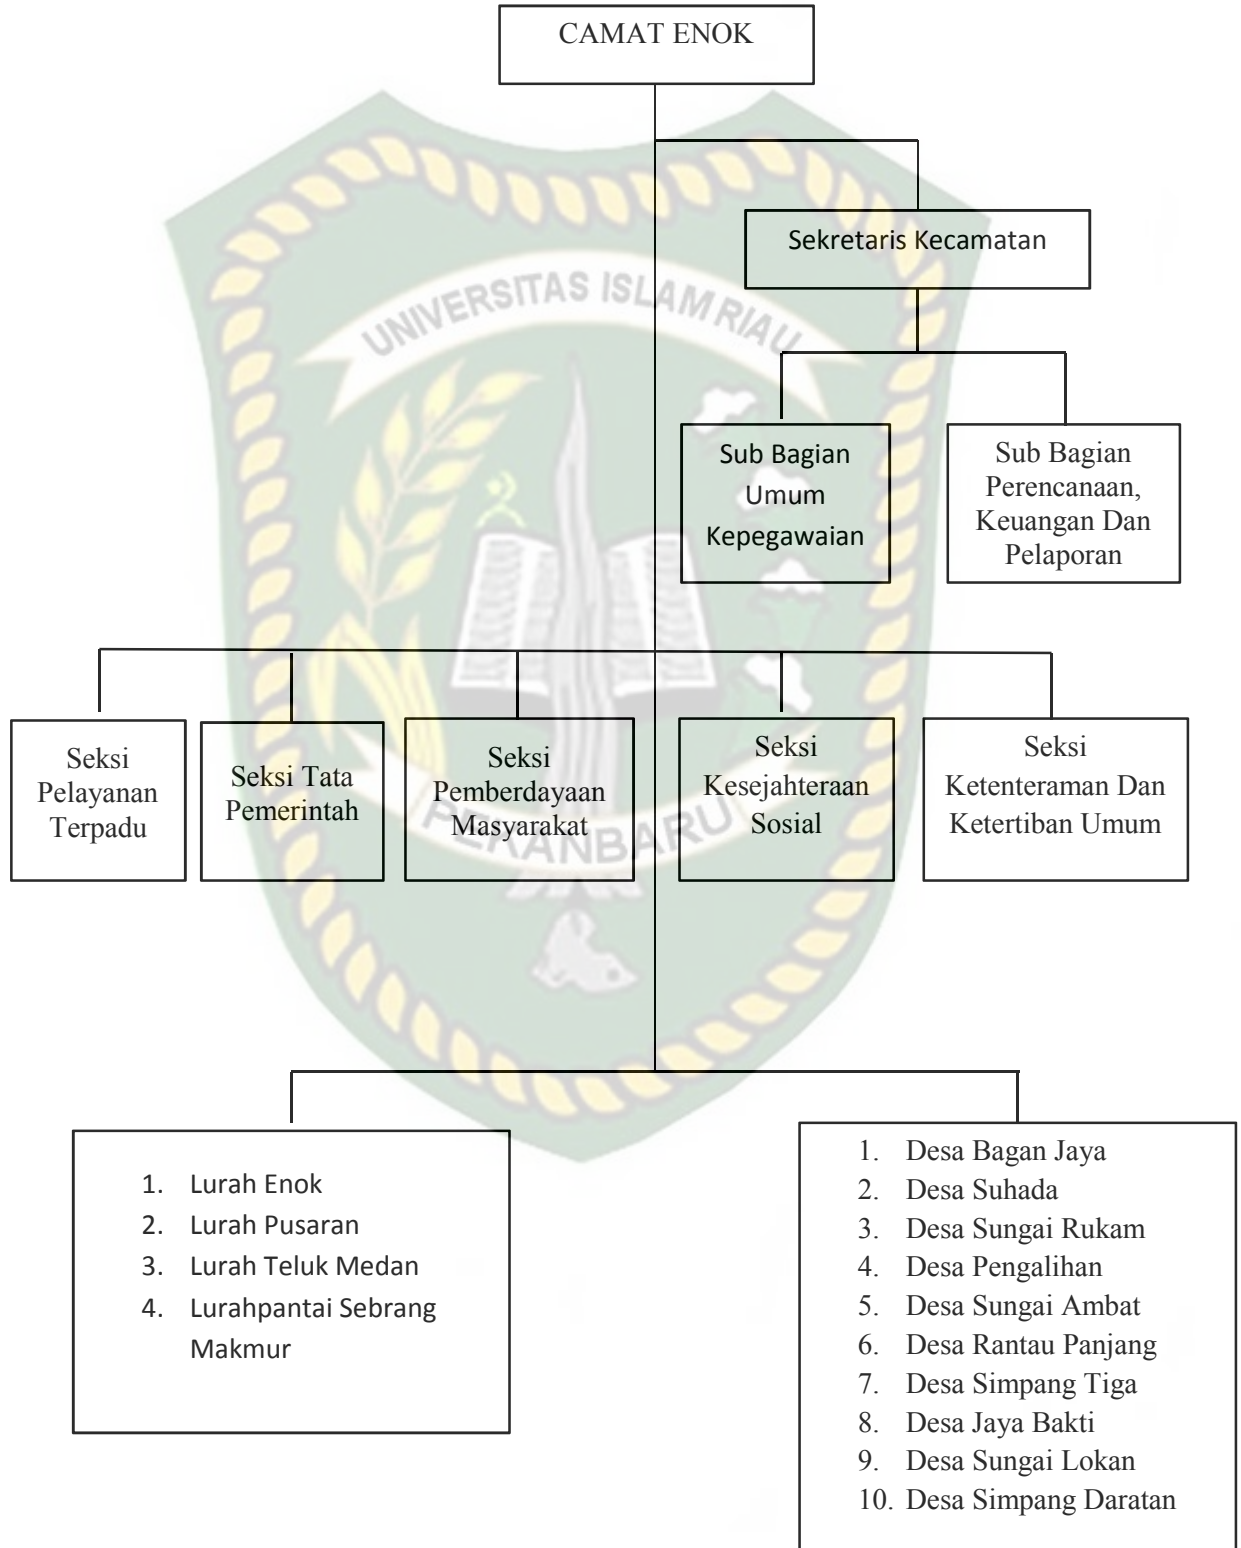 CAMAT ENOK
Sekretaris Kecamatan
UNIVERSITAS ISLAM RIAU
Sub Bagian
Umum
Kepegawaian
Sub Bagian
Perencanaan,
Keuangan Dan
Pelaporan
Seksi
Pelayanan
Terpadu
Seksi Tata
Pemerintah
Seksi
Pemberdayaan
Masyarakat
Seksi
Kesejahteraan
Sosial
Seksi
Ketenteraman Dan
Ketertiban Umum
PEKANBARU
1. Lurah Enok
2. Lurah Pusaran
3. Lurah Teluk Medan
4. Lurahpantai Sebrang
Makmur
1. Desa Bagan Jaya
2. Desa Suhada
3. Desa Sungai Rukam
4. Desa Pengalihan
5. Desa Sungai Ambat
6. Desa Rantau Panjang
7. Desa Simpang Tiga
8. Desa Jaya Bakti
9. Desa Sungai Lokan
10. Desa Simpang Daratan